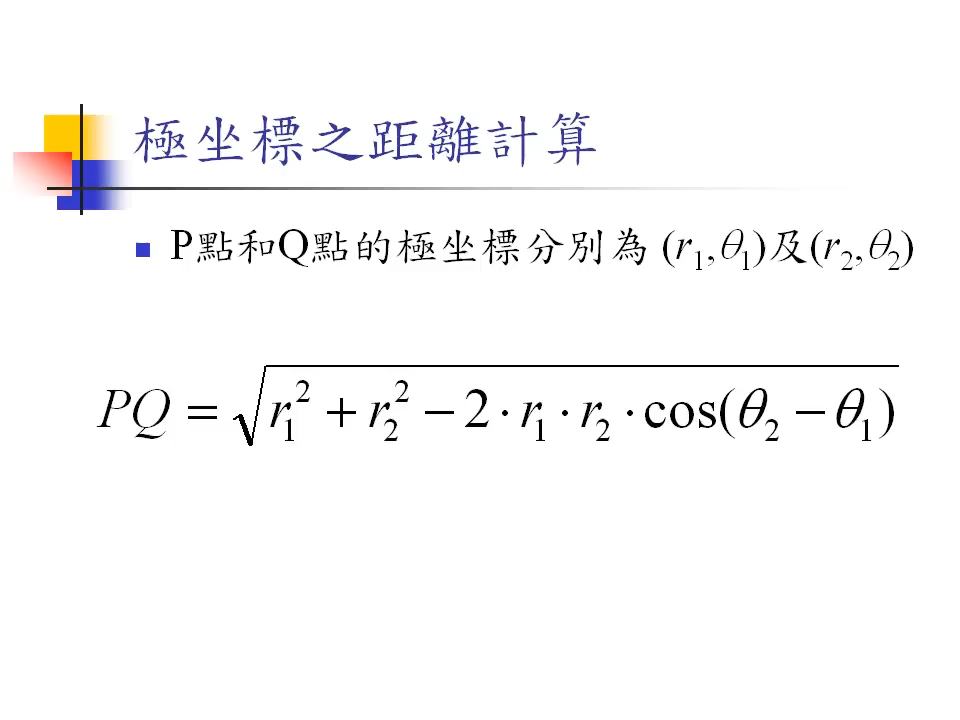 極坐標之距離計算
P點和Q點的極坐標分別為 (r₁,θ₁)及(r₂,θ₂)
PQ = √(r₁² + r₂² − 2·r₁·r₂·cos(θ₂ − θ₁))